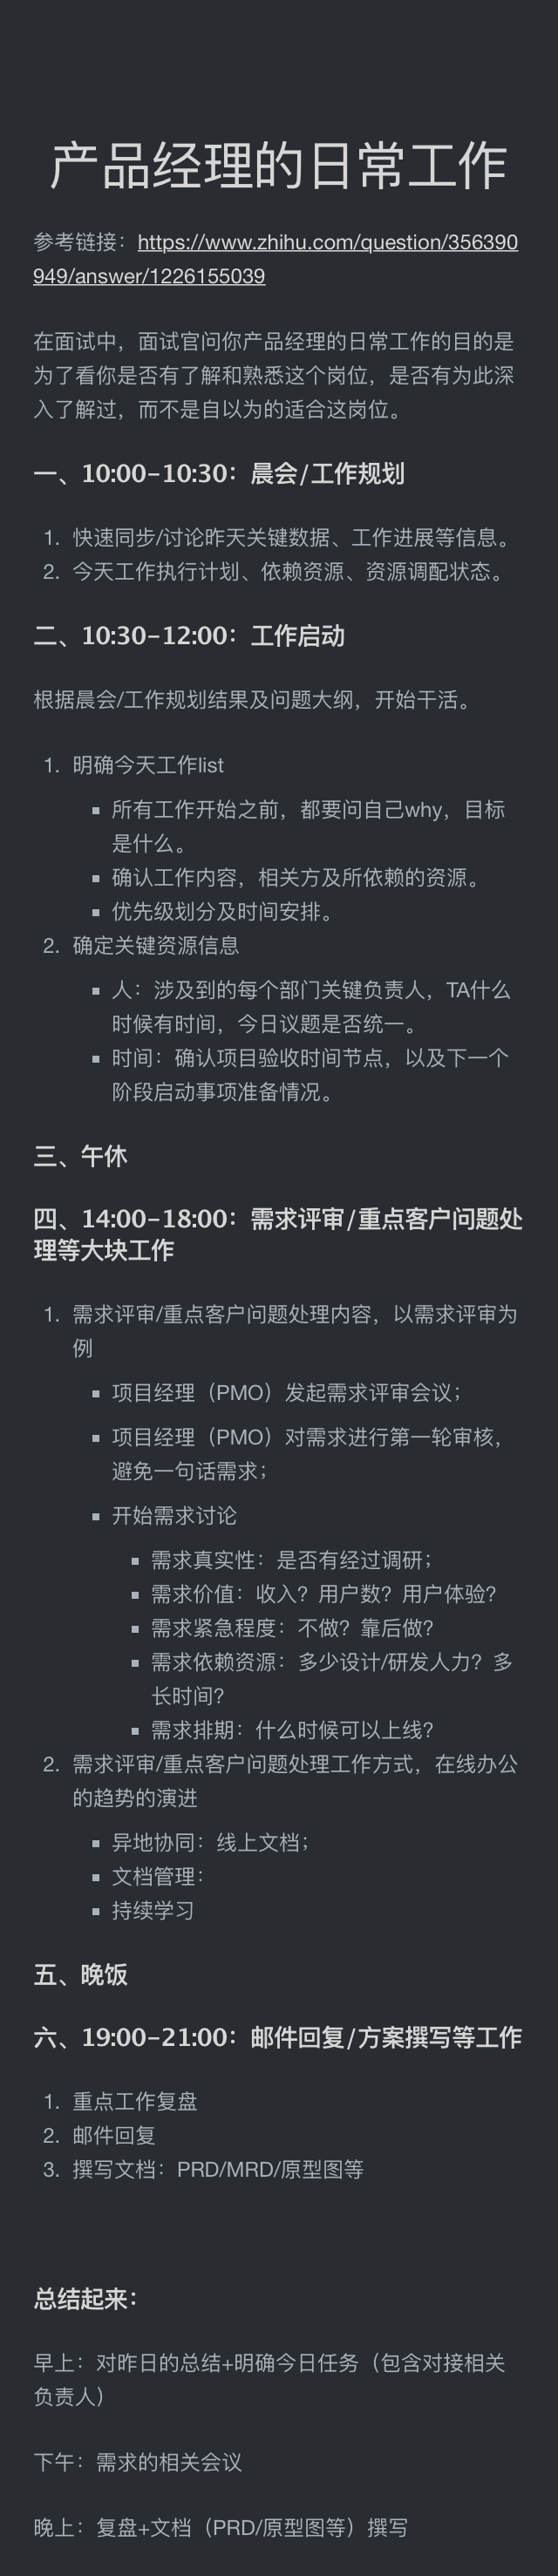 产品经理的日常工作
参考链接：https://www.zhihu.com/question/356390
949/answer/1226155039
在面试中，面试官问你产品经理的日常工作的目的是
为了看你是否有了解和熟悉这个岗位，是否有为此深
入了解过，而不是自以为的适合这岗位。
一、10:00-10:30：晨会/工作规划
1. 快速同步/讨论昨天关键数据、工作进展等信息。
2. 今天工作执行计划、依赖资源、资源调配状态。
二、10:30-12:00：工作启动
根据晨会/工作规划结果及问题大纲，开始干活。
1. 明确今天工作list
▪ 所有工作开始之前，都要问自己why，目标
是什么。
▪ 确认工作内容，相关方及所依赖的资源。
▪ 优先级划分及时间安排。
2. 确定关键资源信息
▪ 人：涉及到的每个部门关键负责人，TA什么
时候有时间，今日议题是否统一。
▪ 时间：确认项目验收时间节点，以及下一个
阶段启动事项准备情况。
三、午休
四、14:00-18:00：需求评审/重点客户问题处
理等大块工作
1. 需求评审/重点客户问题处理内容，以需求评审为
例
▪ 项目经理（PMO）发起需求评审会议；
▪ 项目经理（PMO）对需求进行第一轮审核，
避免一句话需求；
▪ 开始需求讨论
▪ 需求真实性：是否有经过调研；
▪ 需求价值：收入？用户数？用户体验？
▪ 需求紧急程度：不做？靠后做？
▪ 需求依赖资源：多少设计/研发人力？多
长时间？
▪ 需求排期：什么时候可以上线？
2. 需求评审/重点客户问题处理工作方式，在线办公
的趋势的演进
▪ 异地协同：线上文档；
▪ 文档管理：
▪ 持续学习
五、晚饭
六、19:00-21:00：邮件回复/方案撰写等工作
1. 重点工作复盘
2. 邮件回复
3. 撰写文档：PRD/MRD/原型图等
总结起来：
早上：对昨日的总结+明确今日任务（包含对接相关
负责人）
下午：需求的相关会议
晚上：复盘+文档（PRD/原型图等）撰写